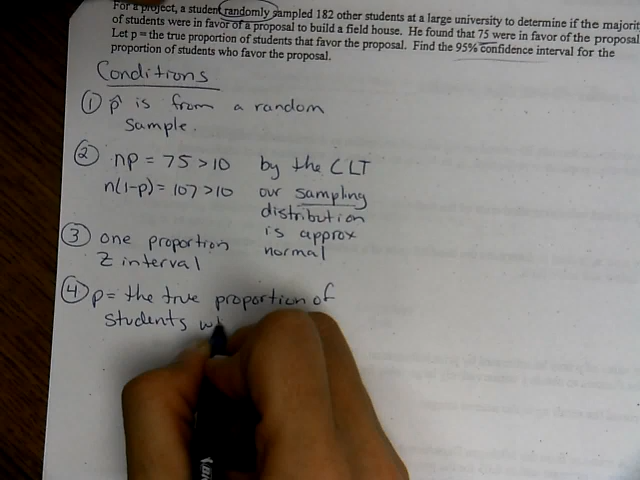 For a project, a student randomly sampled 182 other students at a large university to determine if the majorit
of students were in favor of a proposal to build a field house. He found that 75 were in favor of the proposal
Let p = the true proportion of students that favor the proposal. Find the 95% confidence interval for the
proportion of students who favor the proposal.
Conditions
① p̂ is from a random
sample.
② np = 75 > 10 by the CLT
n(1-p) = 107 > 10 our sampling
distribution
is approx
normal
③ one proportion
Z interval
④ p = the true proportion of
students w